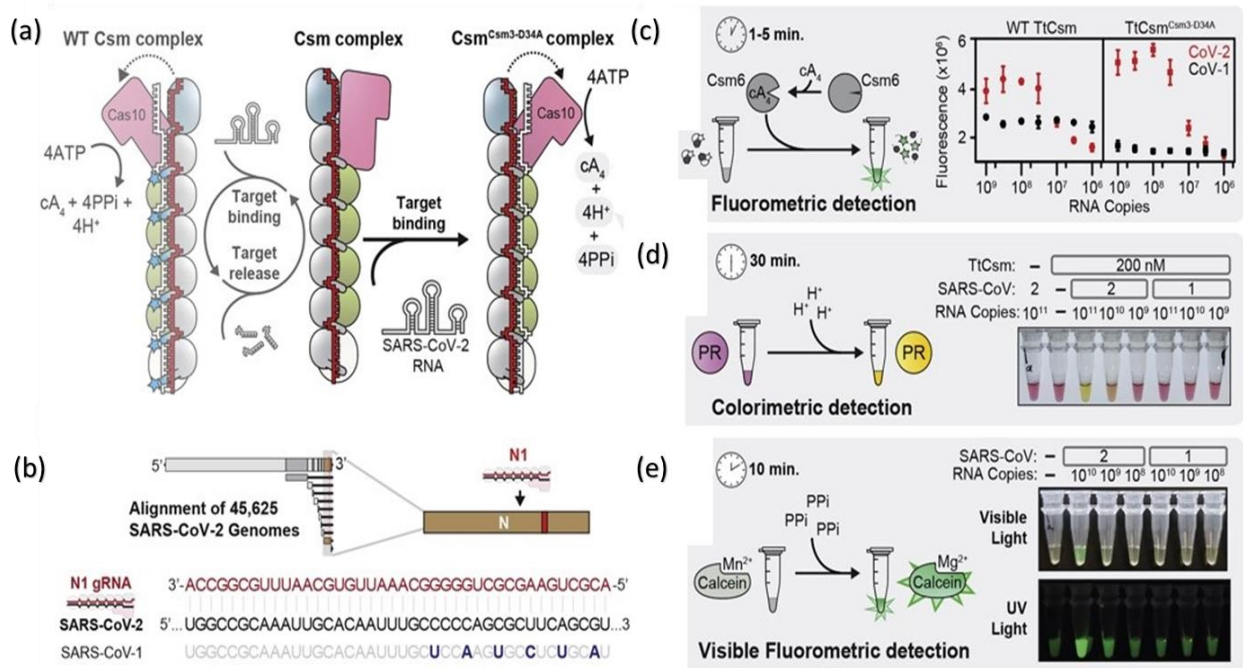 (a)
WT Csm complex
Csm complex
Csm^Csm3-D34A complex
Cas10
4ATP
cA₄ + 4PPi +
4H⁺
Target
binding
Target
release
Target
binding
SARS-CoV-2
RNA
4ATP
Cas10
cA₄
+
4H⁺
+
4PPi
(b)
5'
3'
Alignment of 45,625
SARS-CoV-2 Genomes
N1
N
N1 gRNA
3'-ACCGGCGUUUAACGUGUUAAACGGGGGUCGCGAAGUCGCA-5'
SARS-CoV-2
5'...UGGCCGCAAAUUGCACAAUUUGCCCCCAGCGCUUCAGCGU...3
SARS-CoV-1
UGGCCGCAAAUUGCACAAUUUGCUCCAAGUGCCUCUGCAU
(c)
1-5 min.
Csm6
cA₄
cA₄
Csm6
Fluorometric detection
WT TtCsm
TtCsm^Csm3-D34A
CoV-2
CoV-1
Fluorescence (x10⁶)
6
4
2
10⁹ 10⁸ 10⁷ 10⁶ 10⁹ 10⁸ 10⁷ 10⁶
RNA Copies
(d)
30 min.
H⁺
H⁺
H⁺
PR
PR
Colorimetric detection
TtCsm: – 200 nM
SARS-CoV: 2 – 2 1
RNA Copies: 10¹¹ – 10¹¹ 10¹⁰ 10⁹ 10¹¹ 10¹⁰ 10⁹
(e)
10 min.
PPi
PPi
PPi
Mn²⁺
Calcein
Mg²⁺
Calcein
Visible Fluorometric detection
SARS-CoV: – 2 1
RNA Copies: – 10¹⁰ 10⁹ 10⁸ 10¹⁰ 10⁹ 10⁸
Visible
Light
UV
Light